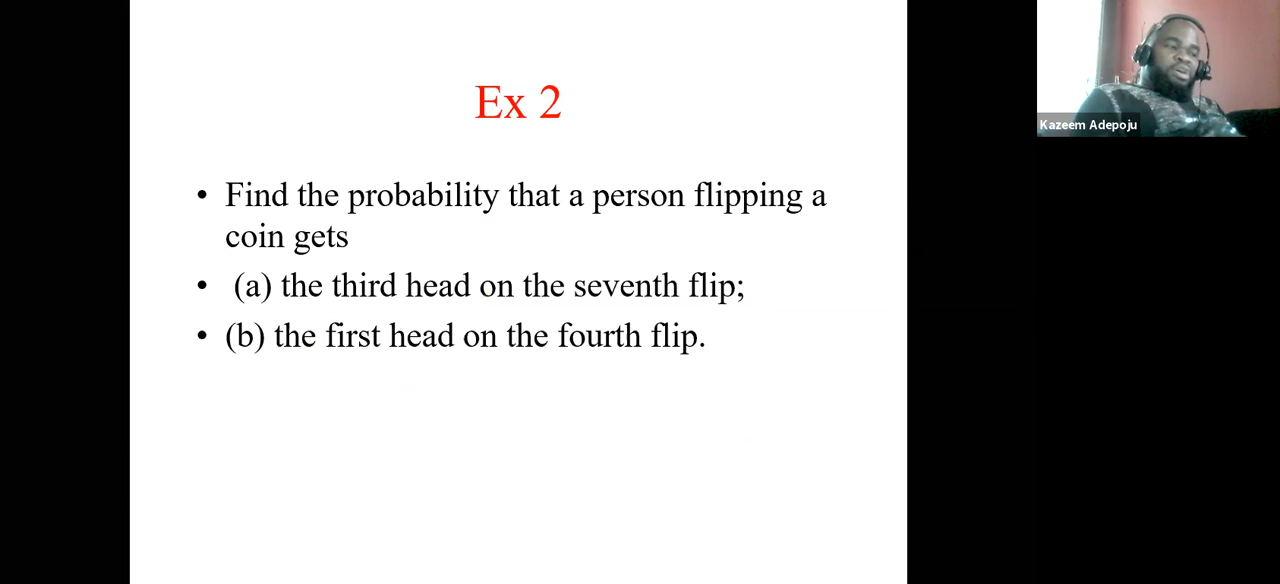 Ex 2
• Find the probability that a person flipping a
coin gets
• (a) the third head on the seventh flip;
• (b) the first head on the fourth flip.
Kazeem Adepoju